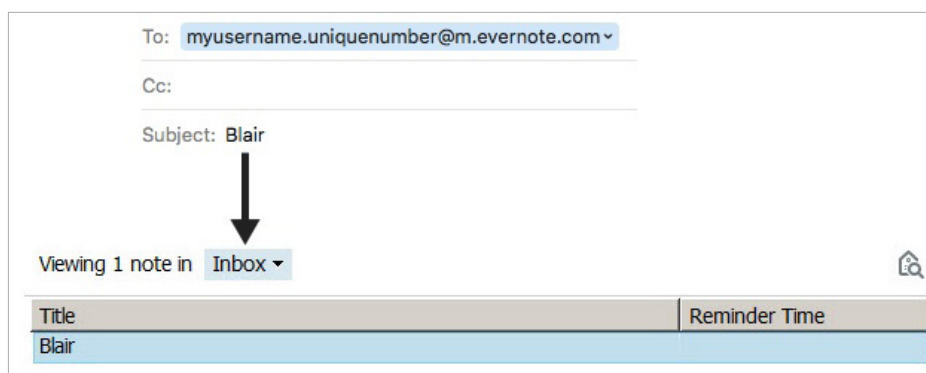 To: myusername.uniquenumber@m.evernote.com
Cc:
Subject: Blair
Viewing 1 note in Inbox
Title Reminder Time
Blair